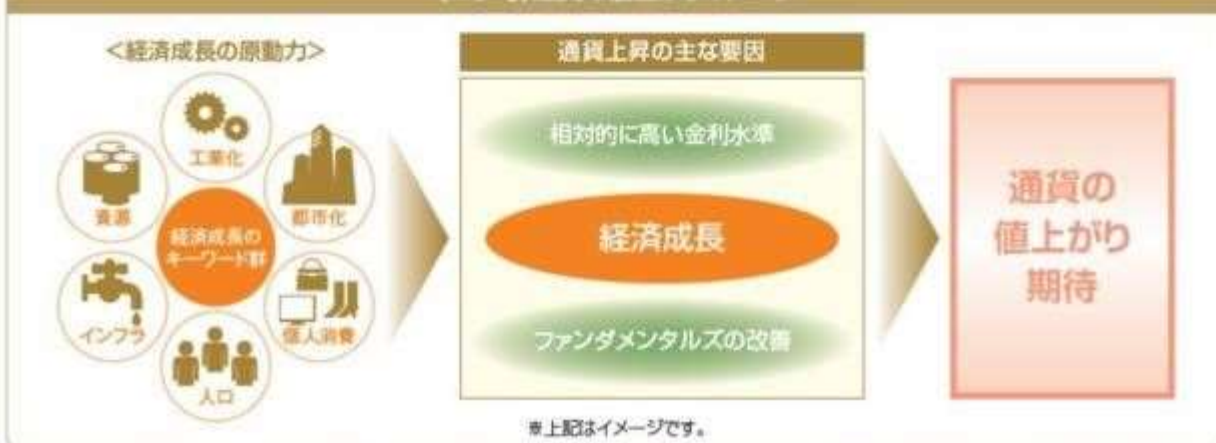 <経済成長の原動力>
工業化
資源
都市化
経済成長の
キーワード群
インフラ
個人消費
人口
通貨上昇の主な要因
相対的に高い金利水準
経済成長
ファンダメンタルズの改善
通貨の
値上がり
期待
※上記はイメージです。